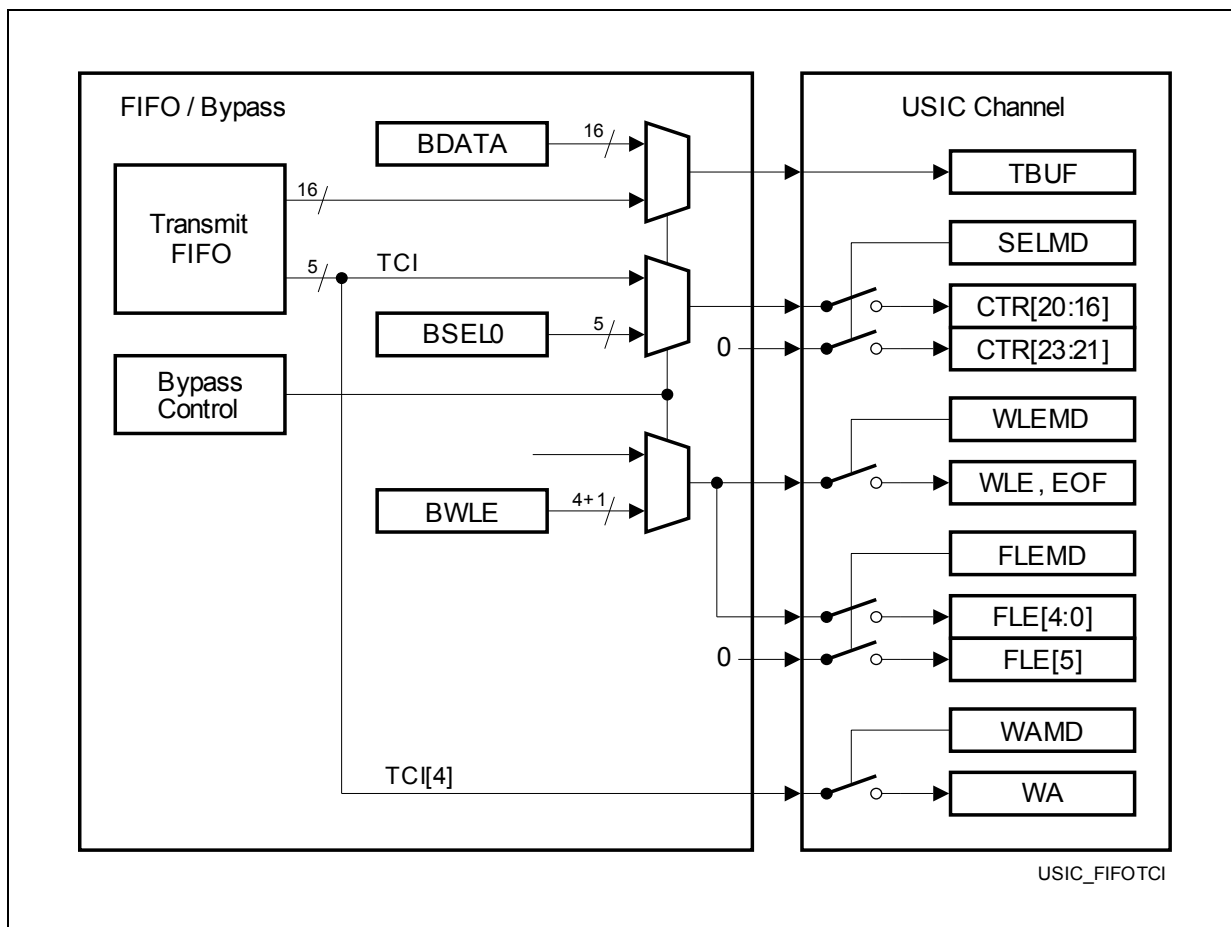 FIFO / Bypass
USIC Channel
BDATA
16
TBUF
Transmit
FIFO
16
SELMD
5
TCI
CTR[20:16]
BSEL0
5
0
CTR[23:21]
Bypass
Control
WLEMD
BWLE
4+1
WLE , EOF
FLEMD
FLE[4:0]
0
FLE[5]
WAMD
TCI[4]
WA
USIC_FIFOTCI